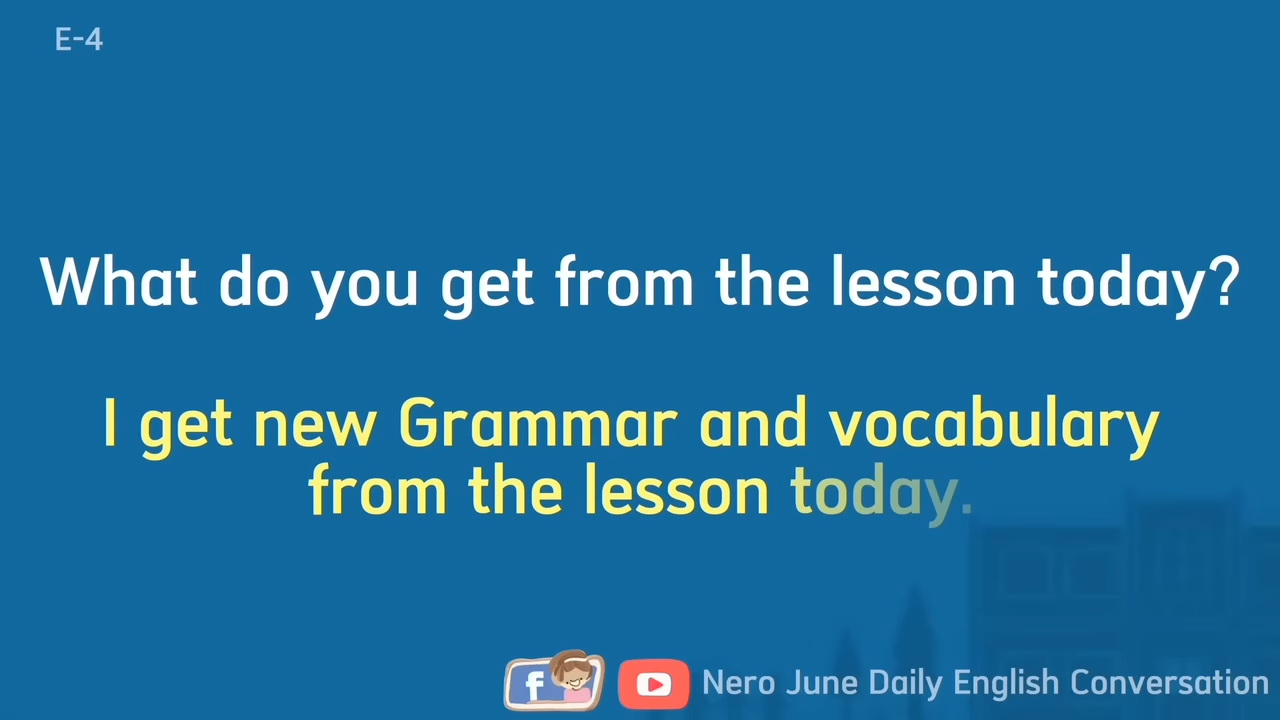 E-4
What do you get from the lesson today?
I get new Grammar and vocabulary
from the lesson today.
f
Nero June Daily English Conversation